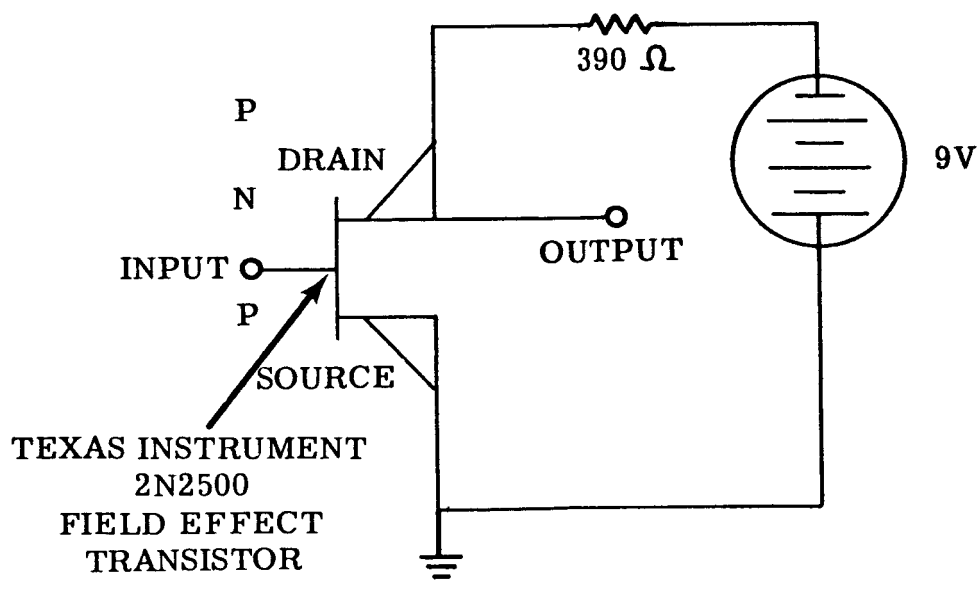 390 Ω
P
DRAIN
9V
N
OUTPUT
INPUT
P
SOURCE
TEXAS INSTRUMENT
2N2500
FIELD EFFECT
TRANSISTOR